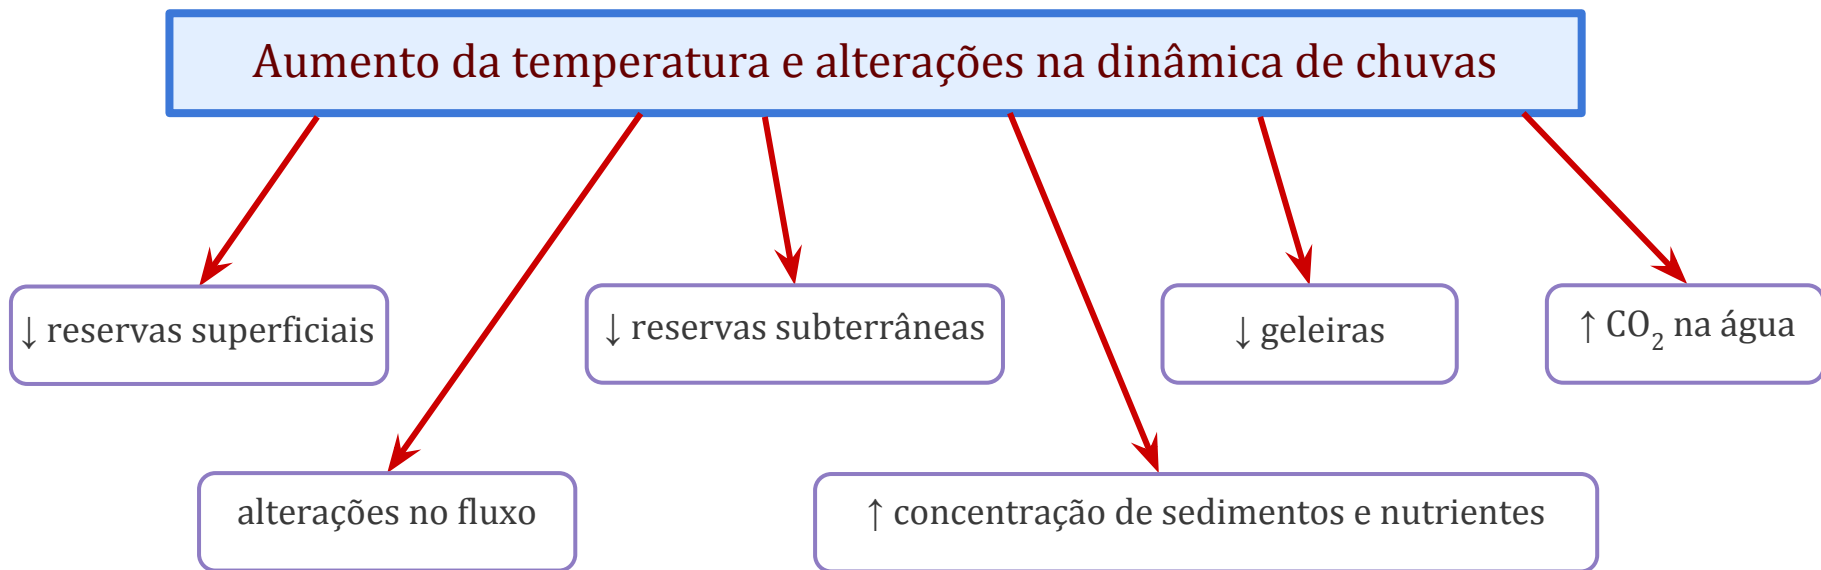 Aumento da temperatura e alterações na dinâmica de chuvas
↓ reservas superficiais
↓ reservas subterrâneas
↓ geleiras
↑ CO₂ na água
alterações no fluxo
↑ concentração de sedimentos e nutrientes